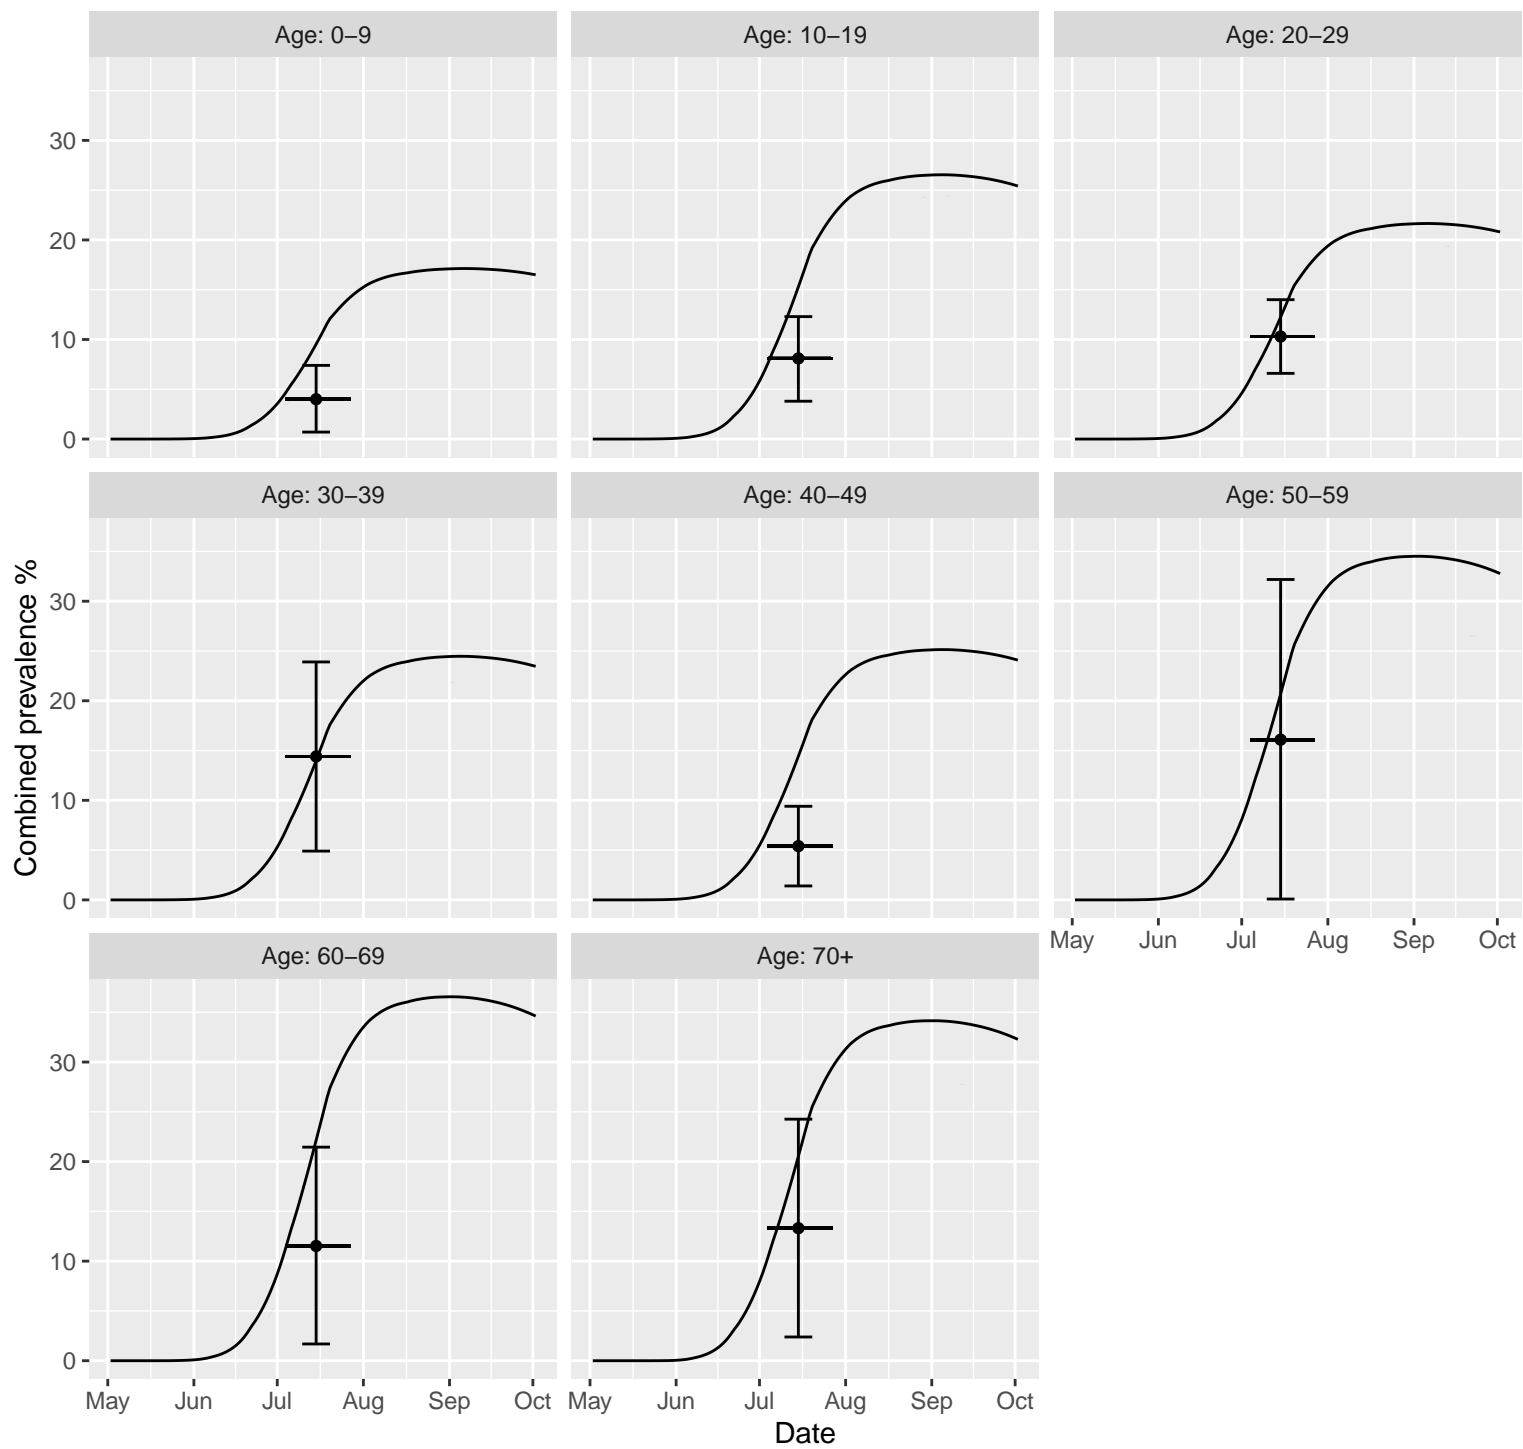 Age: 0–9
Age: 10–19
Age: 20–29
30
20
10
0
Age: 30–39
Age: 40–49
Age: 50–59
Combined prevalence %
30
20
10
0
May Jun Jul Aug Sep Oct
Age: 60–69
Age: 70+
30
20
10
0
May Jun Jul Aug Sep Oct
May Jun Jul Aug Sep Oct
Date